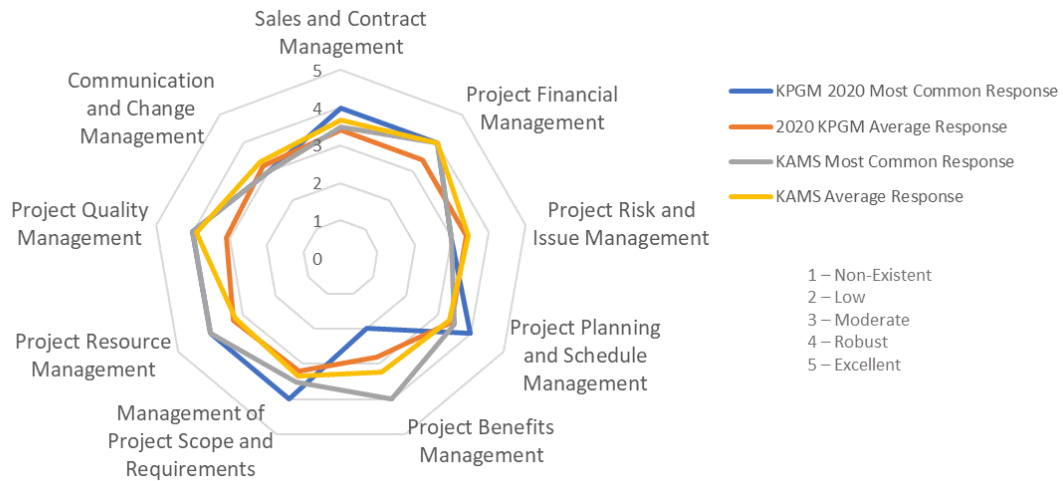 Sales and Contract
Management
Communication
and Change
Management
Project Financial
Management
5
4
3
2
1
0
Project Quality
Management
Project Risk and
Issue Management
Project Resource
Management
Project Planning
and Schedule
Management
Management of
Project Scope and
Requirements
Project Benefits
Management
KPGM 2020 Most Common Response
2020 KPGM Average Response
KAMS Most Common Response
KAMS Average Response
1 – Non-Existent
2 – Low
3 – Moderate
4 – Robust
5 – Excellent